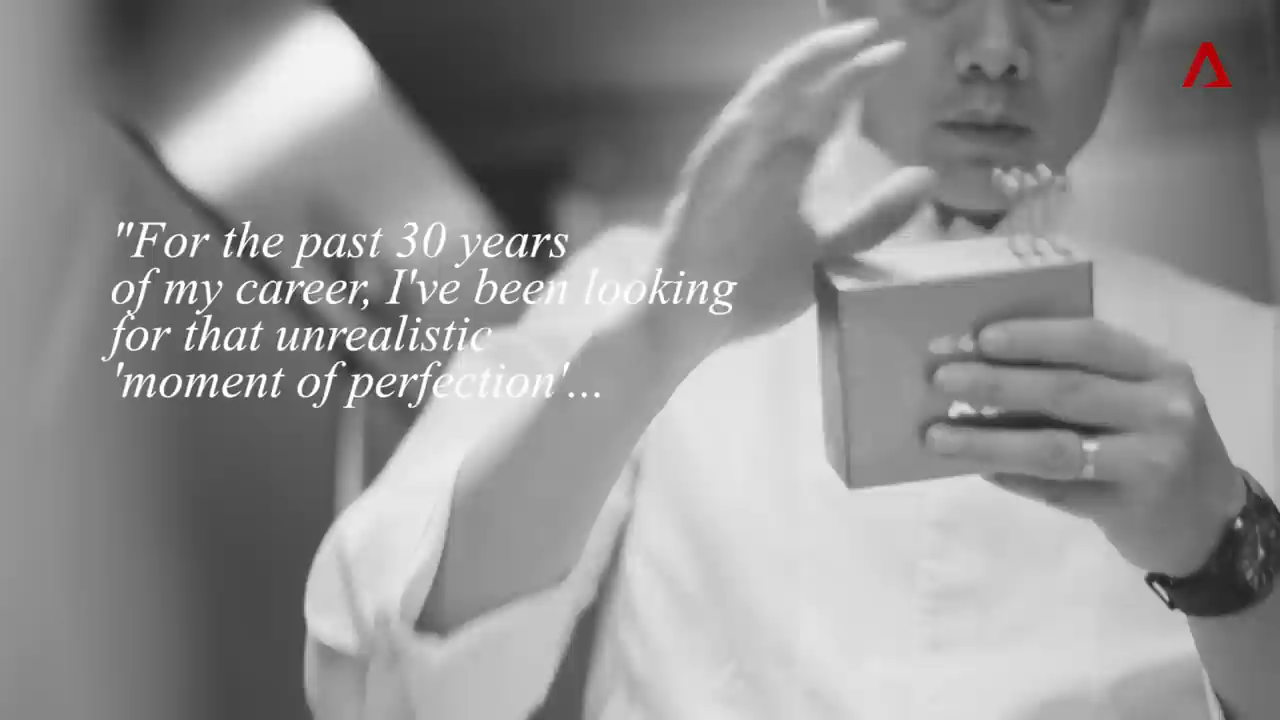 "For the past 30 years
of my career, I've been looking
for that unrealistic
'moment of perfection'...